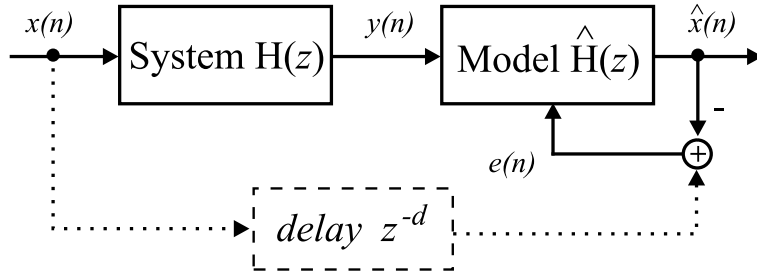 x(n)
System H(z)
y(n)
Model Ĥ(z)
x̂(n)
-
+
e(n)
delay z^-d